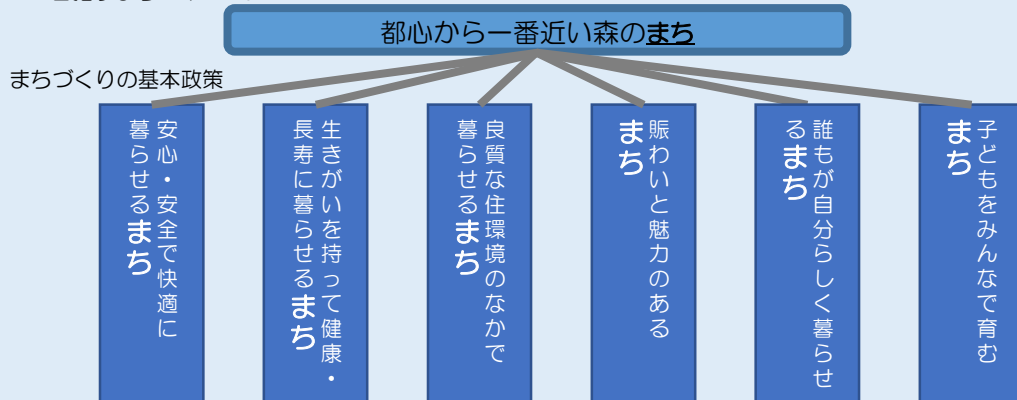 都心から一番近い森のまち
まちづくりの基本政策
安心・安全で快適に
暮らせるまち
生きがいを持って健康・
長寿に暮らせるまち
良質な住環境のなかで
暮らせるまち
賑わいと魅力のある
まち
誰もが自分らしく暮らせ
るまち
子どもをみんなで育む
まち